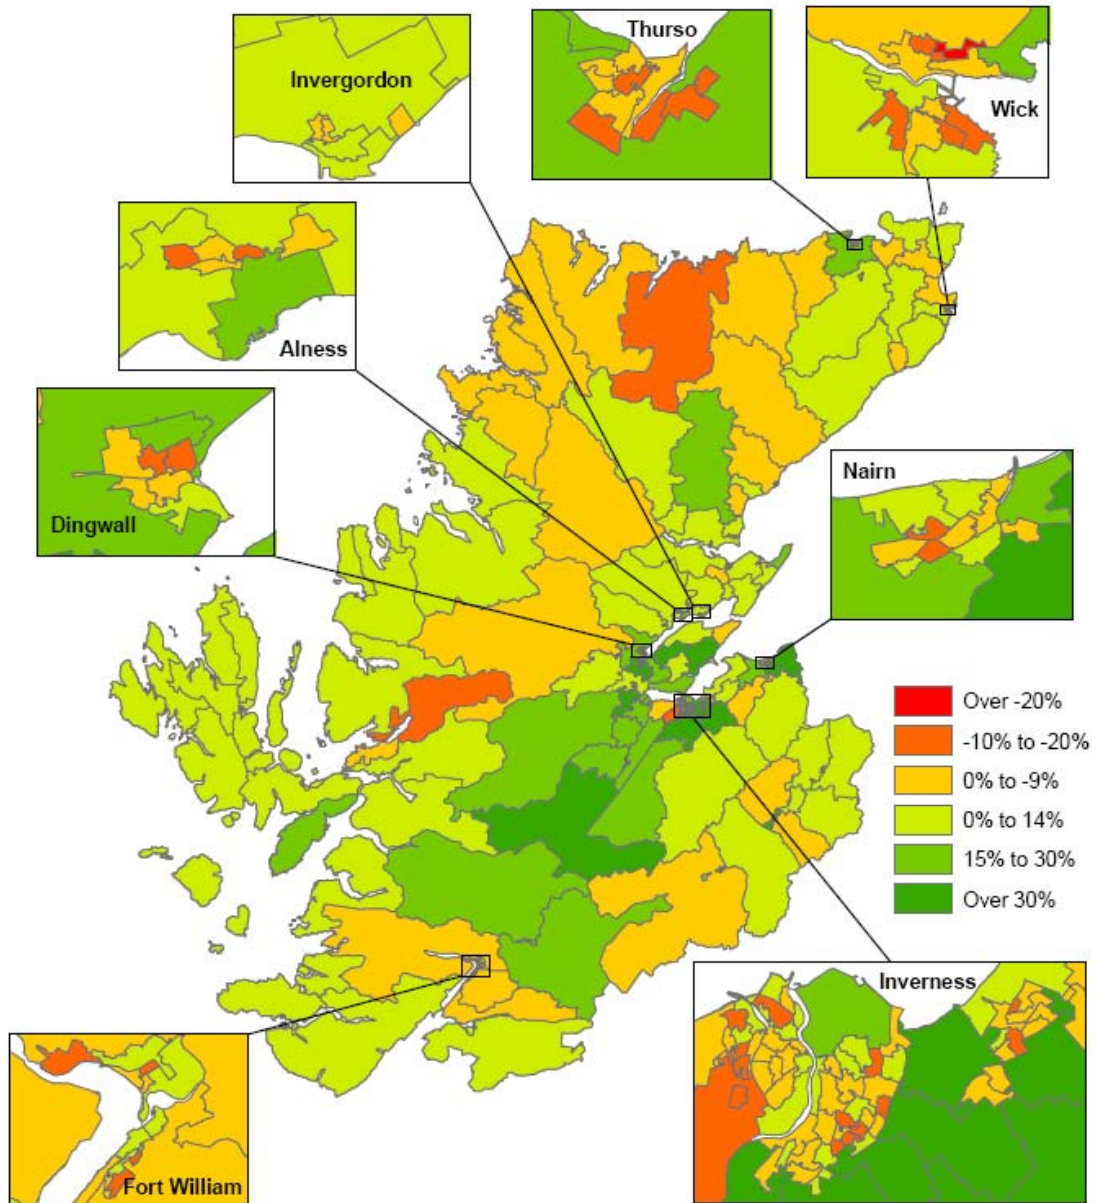 Thurso
Invergordon
Wick
Alness
Nairn
Dingwall
Over -20%
-10% to -20%
0% to -9%
0% to 14%
15% to 30%
Over 30%
Inverness
Fort William